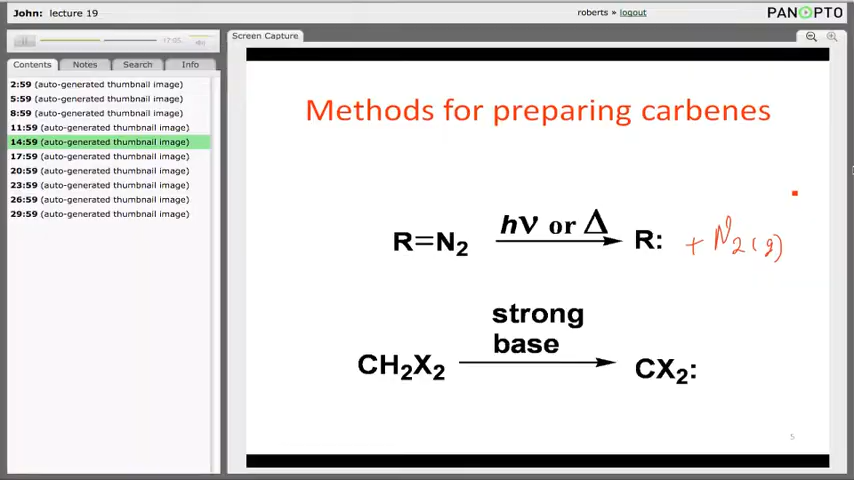 John: lecture 19
roberts » logout
PANOPTO
17:05
Contents
Notes
Search
Info
2:59 (auto-generated thumbnail image)
5:59 (auto-generated thumbnail image)
8:59 (auto-generated thumbnail image)
11:59 (auto-generated thumbnail image)
14:59 (auto-generated thumbnail image)
17:59 (auto-generated thumbnail image)
20:59 (auto-generated thumbnail image)
23:59 (auto-generated thumbnail image)
26:59 (auto-generated thumbnail image)
29:59 (auto-generated thumbnail image)
Screen Capture
Methods for preparing carbenes
hν or Δ
R=N₂ R: + N₂(g)
strong
base
CH₂X₂ CX₂:
5